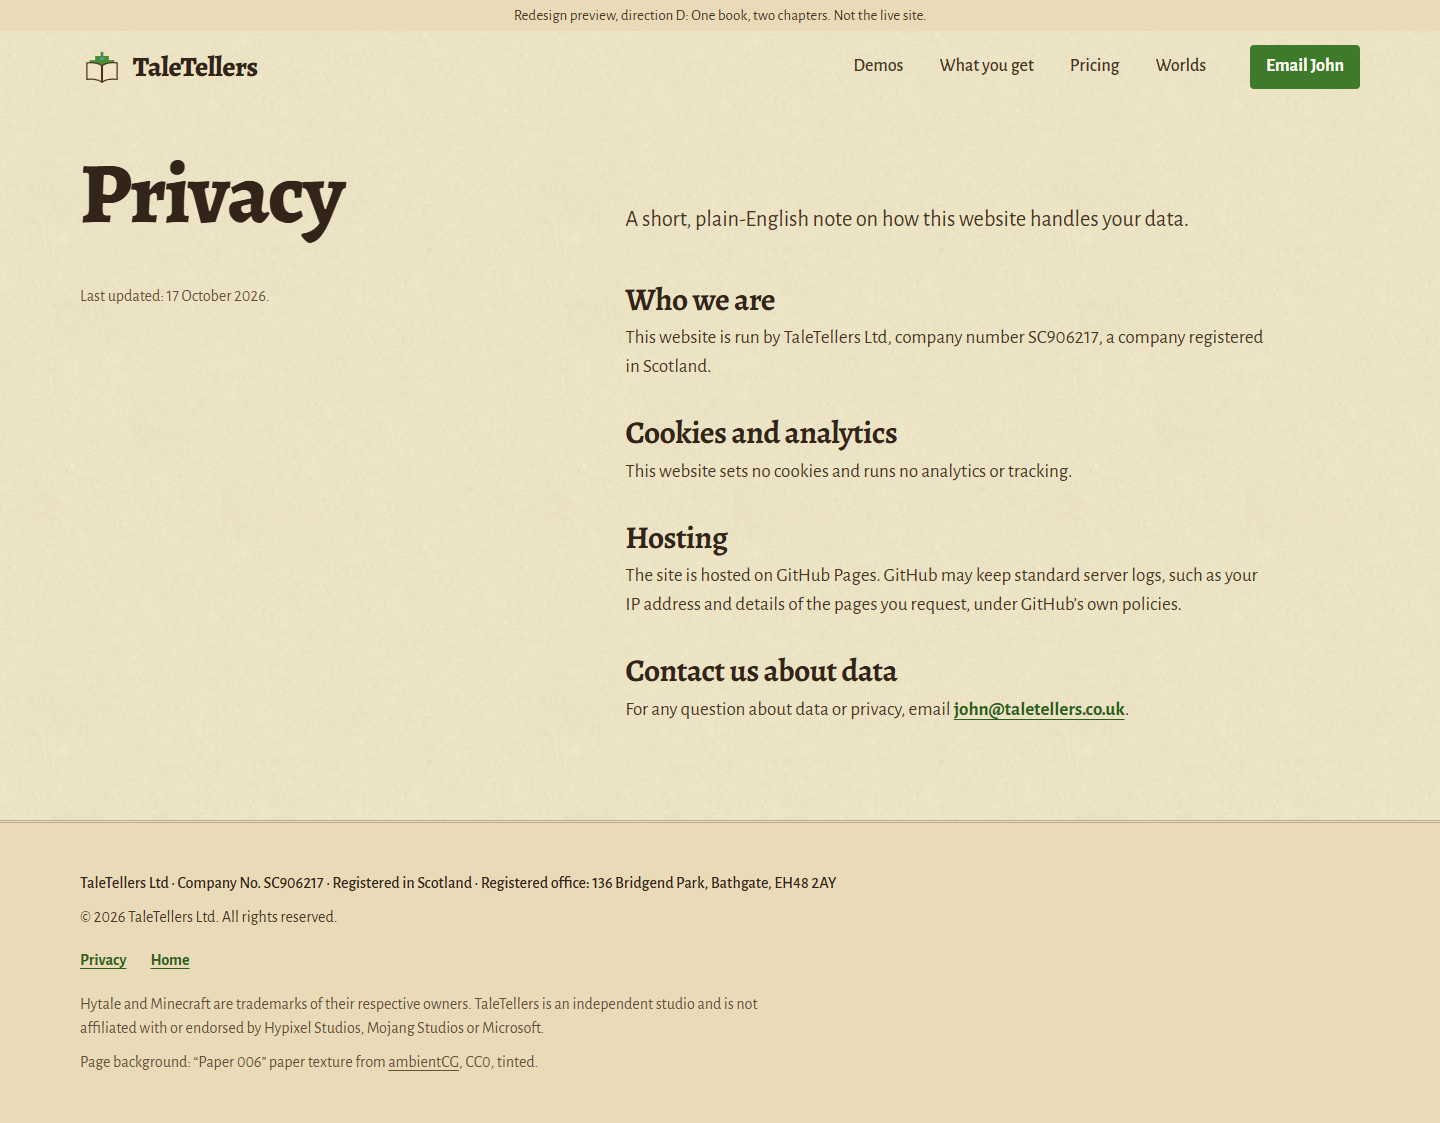 Redesign preview, direction D: One book, two chapters. Not the live site.
TaleTellers
Demos
What you get
Pricing
Worlds
Email John
Privacy
Last updated: 17 October 2026.
A short, plain-English note on how this website handles your data.
Who we are
This website is run by TaleTellers Ltd, company number SC906217, a company registered
in Scotland.
Cookies and analytics
This website sets no cookies and runs no analytics or tracking.
Hosting
The site is hosted on GitHub Pages. GitHub may keep standard server logs, such as your
IP address and details of the pages you request, under GitHub’s own policies.
Contact us about data
For any question about data or privacy, email john@taletellers.co.uk.
TaleTellers Ltd · Company No. SC906217 · Registered in Scotland · Registered office: 136 Bridgend Park, Bathgate, EH48 2AY
© 2026 TaleTellers Ltd. All rights reserved.
Privacy
Home
Hytale and Minecraft are trademarks of their respective owners. TaleTellers is an independent studio and is not
affiliated with or endorsed by Hypixel Studios, Mojang Studios or Microsoft.
Page background: “Paper 006” paper texture from ambientCG, CC0, tinted.